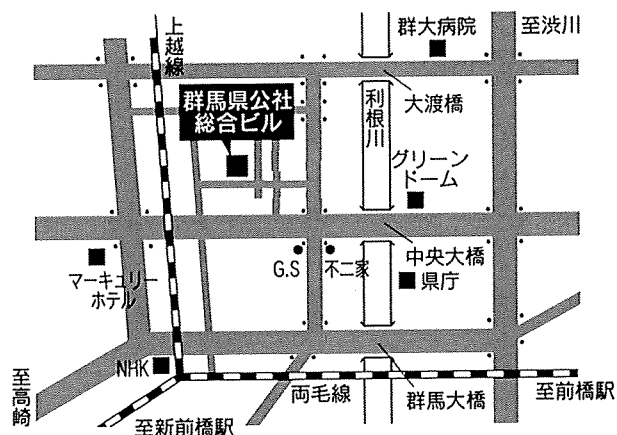 上越線
群大病院
至渋川
群馬県公社
総合ビル
利根川
大渡橋
グリーン
ドーム
G.S
不二家
中央大橋
県庁
マーキュリー
ホテル
NHK
至高崎
両毛線
群馬大橋
至前橋駅
至新前橋駅